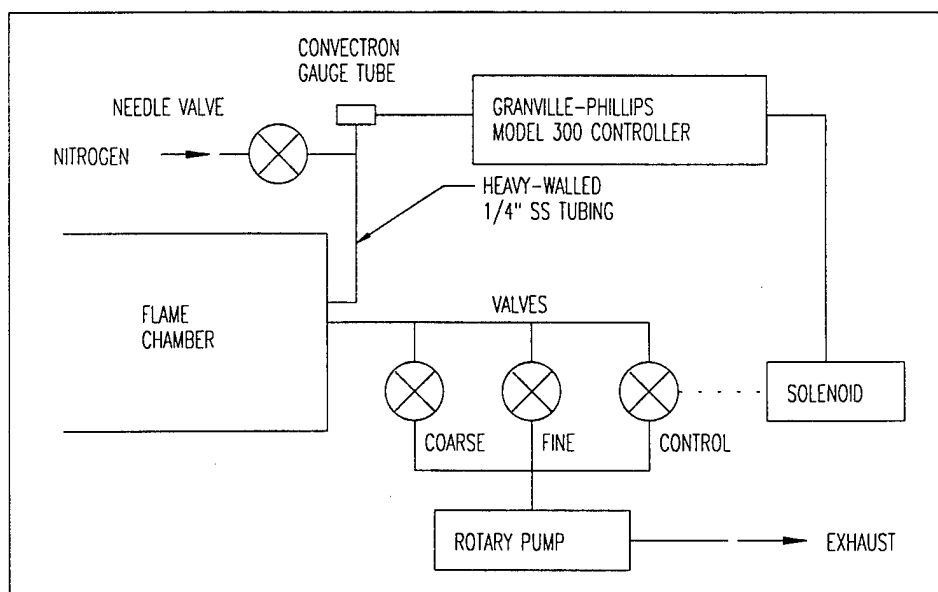 CONVECTRON
GAUGE TUBE
NEEDLE VALVE
NITROGEN
GRANVILLE-PHILLIPS
MODEL 300 CONTROLLER
HEAVY-WALLED
1/4" SS TUBING
FLAME
CHAMBER
VALVES
SOLENOID
COARSE
FINE
CONTROL
ROTARY PUMP
EXHAUST